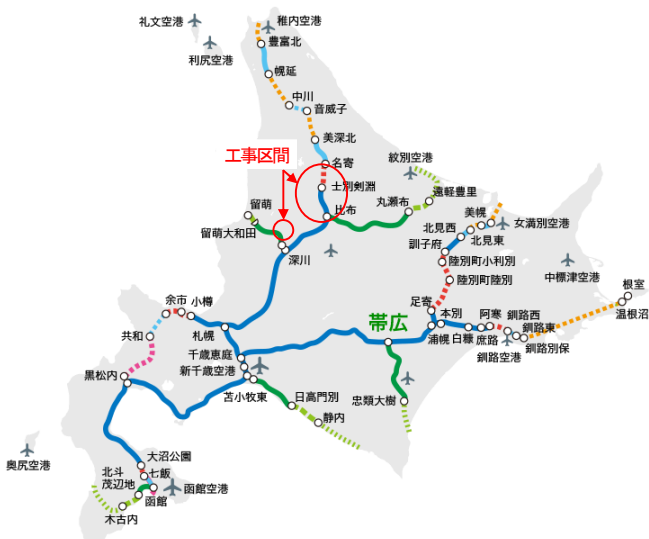 礼文空港
稚内空港
豊富北
利尻空港
幌延
中川
音威子
美深北
工事区間
名寄
紋別空港
士別剣淵
遠軽豊里
留萌
比布
丸瀬布
美幌
女満別空港
北見西
留萌大和田
北見東
訓子府
深川
陸別町小利別
中標津空港
陸別町陸別
根室
余市
小樽
足寄
温根沼
帯広
本別
阿寒
釧路西
共和
札幌
浦幌
白糠
庶路
釧路東
千歳恵庭
釧路空港
釧路別保
黒松内
新千歳空港
苫小牧東
日高門別
忠類大樹
静内
大沼公園
奥尻空港
北斗
茂辺地
七飯
函館空港
函館
木古内